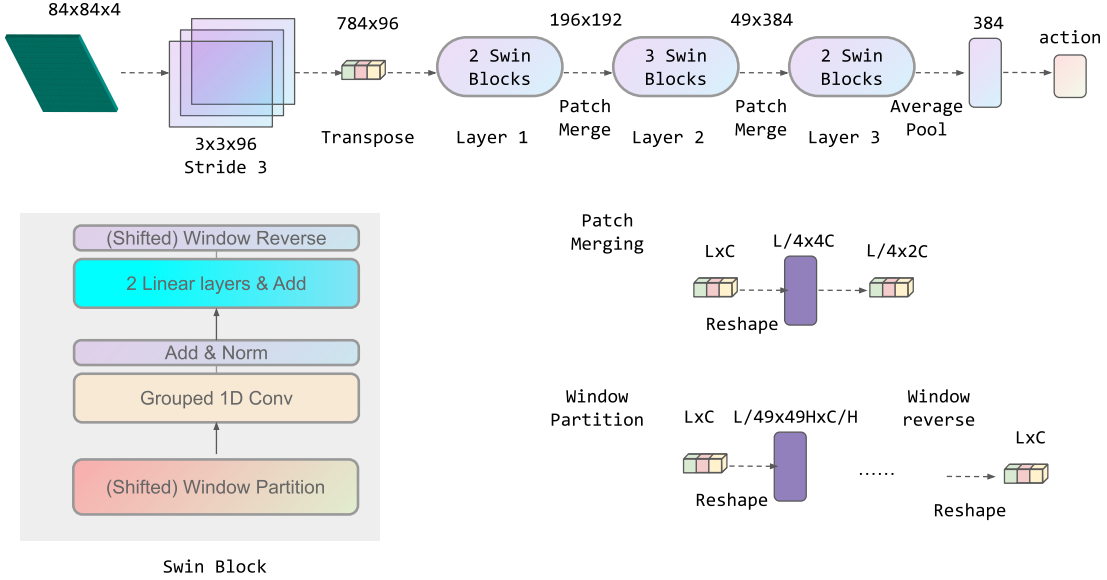 84x84x4
3x3x96
Stride 3
784x96
Transpose
2 Swin
Blocks
Layer 1
196x192
Patch
Merge
3 Swin
Blocks
Layer 2
49x384
Patch
Merge
2 Swin
Blocks
Layer 3
Average
Pool
384
action
(Shifted) Window Reverse
2 Linear layers & Add
Add & Norm
Grouped 1D Conv
(Shifted) Window Partition
Swin Block
Patch
Merging
LxC
Reshape
L/4x4C
L/4x2C
Window
Partition
LxC
Reshape
L/49x49HxC/H
......
Window
reverse
Reshape
LxC